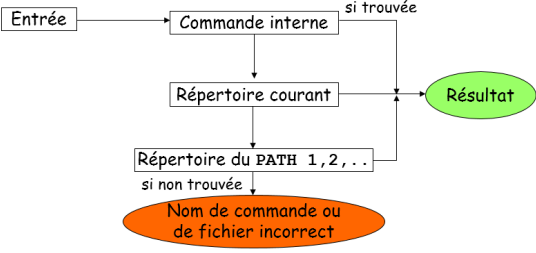 Entrée
Commande interne
si trouvée
Répertoire courant
Résultat
Répertoire du PATH 1,2,..
si non trouvée
Nom de commande ou
de fichier incorrect